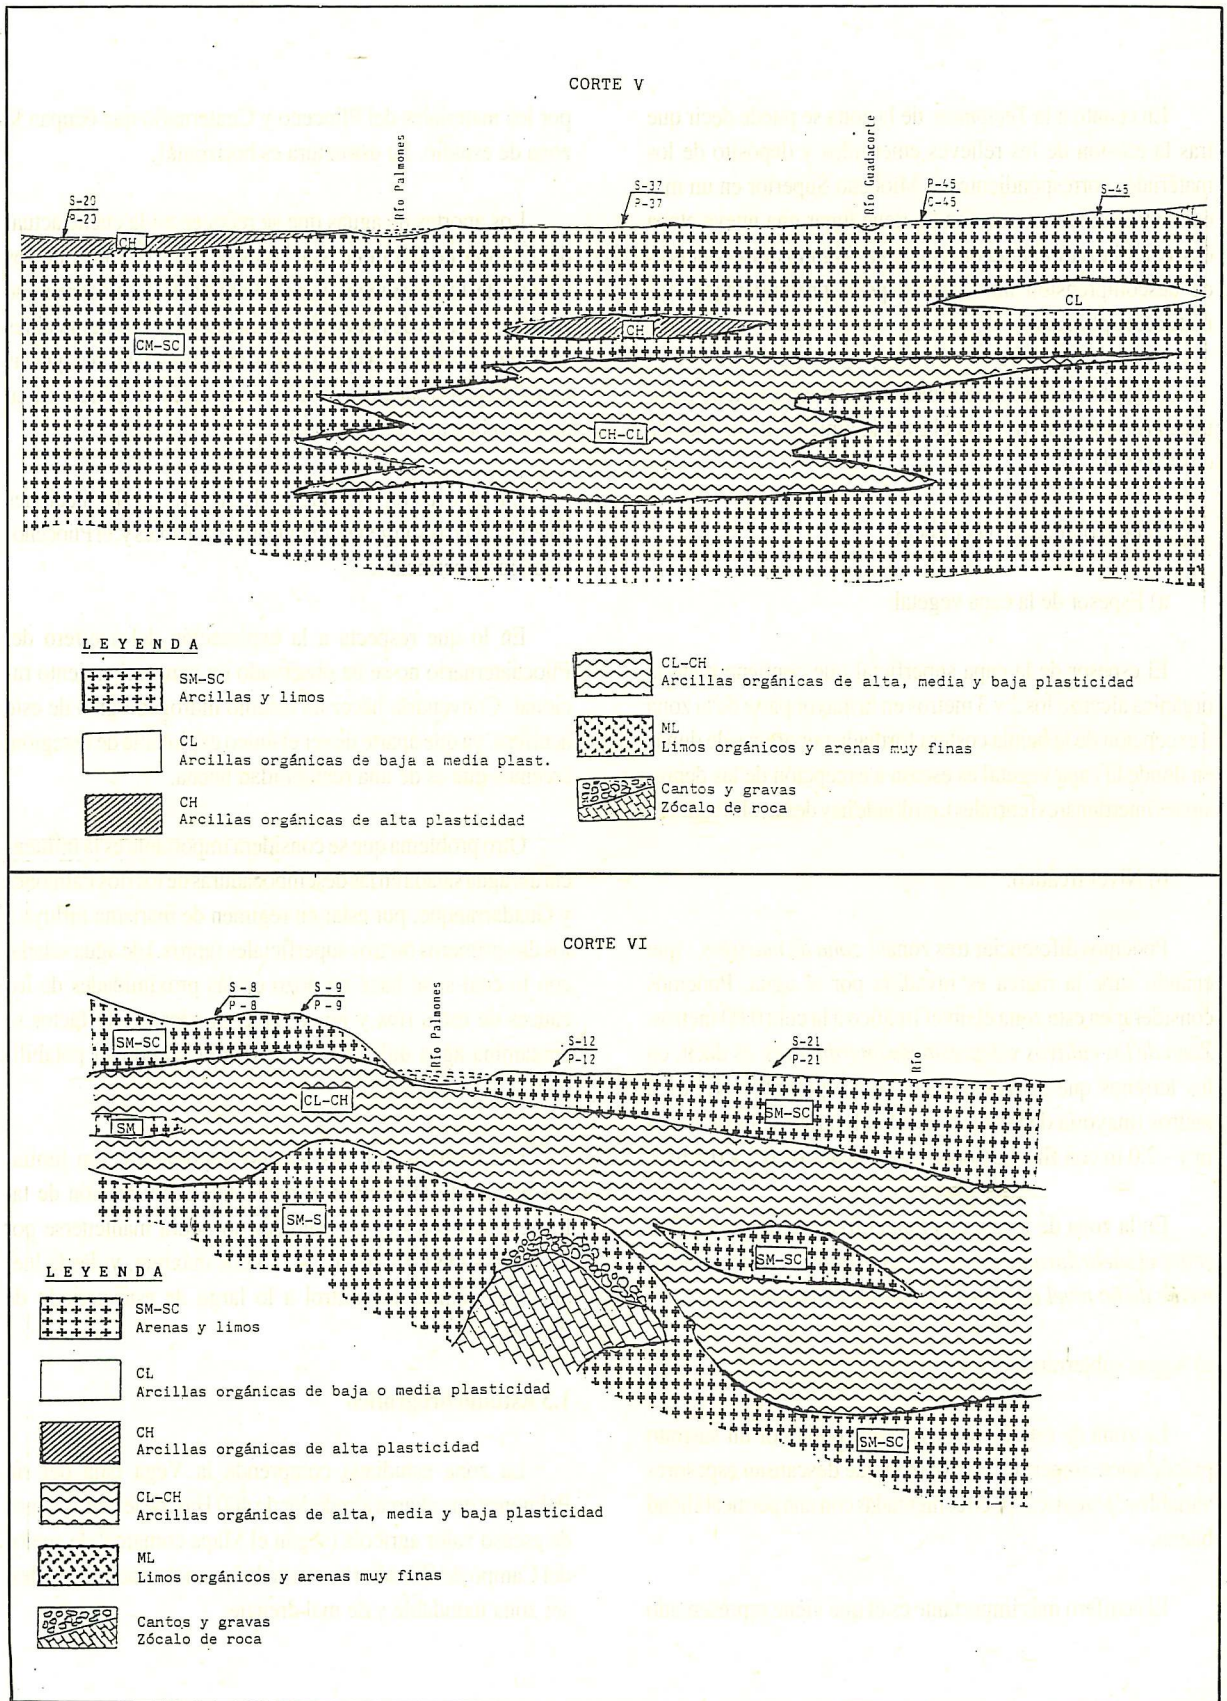 CORTE V
Río Palmones
Río Guadacorte
S-20
P-20
S-37
P-37
P-45
C-45
S-45
CH
CL
CL
CH
CM-SC
CH-CL
LEYENDA
SM-SC
Arcillas y limos
CL
Arcillas orgánicas de baja a media plast.
CH
Arcillas orgánicas de alta plasticidad
CL-CH
Arcillas orgánicas de alta, media y baja plasticidad
ML
Limos orgánicos y arenas muy finas
Cantos y gravas
Zócalo de roca
CORTE VI
S-8
P-8
S-9
P-9
Río Palmones
S-12
P-12
S-21
P-21
Río
SM-SC
CL-CH
SM-SC
SM
SM-S
SM-SC
SM-SC
LEYENDA
SM-SC
Arenas y limos
CL
Arcillas orgánicas de baja o media plasticidad
CH
Arcillas orgánicas de alta plasticidad
CL-CH
Arcillas orgánicas de alta, media y baja plasticidad
ML
Limos orgánicos y arenas muy finas
Cantos y gravas
Zócalo de roca